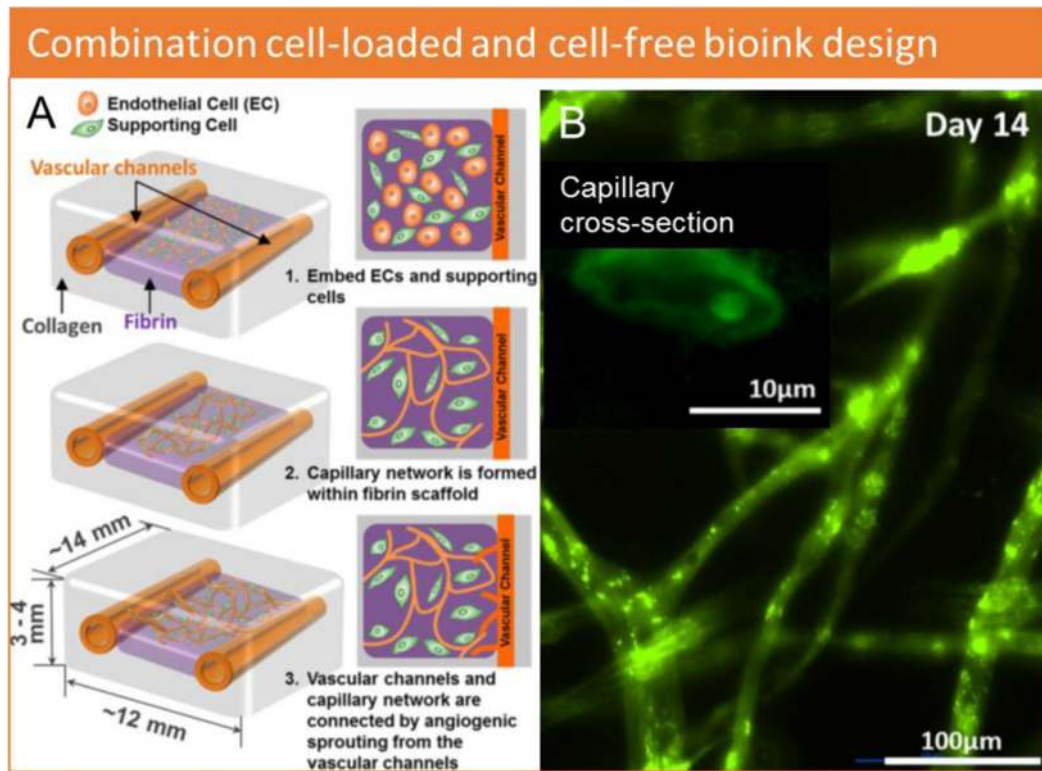 Combination cell-loaded and cell-free bioink design
A
Endothelial Cell (EC)
Supporting Cell
Vascular channels
Collagen
Fibrin
Vascular Channel
1. Embed ECs and supporting
cells
Vascular Channel
2. Capillary network is formed
within fibrin scaffold
~14 mm
3 - 4
mm
~12 mm
Vascular Channel
3. Vascular channels and
capillary network are
connected by angiogenic
sprouting from the
vascular channels
B
Day 14
Capillary
cross-section
10µm
100µm